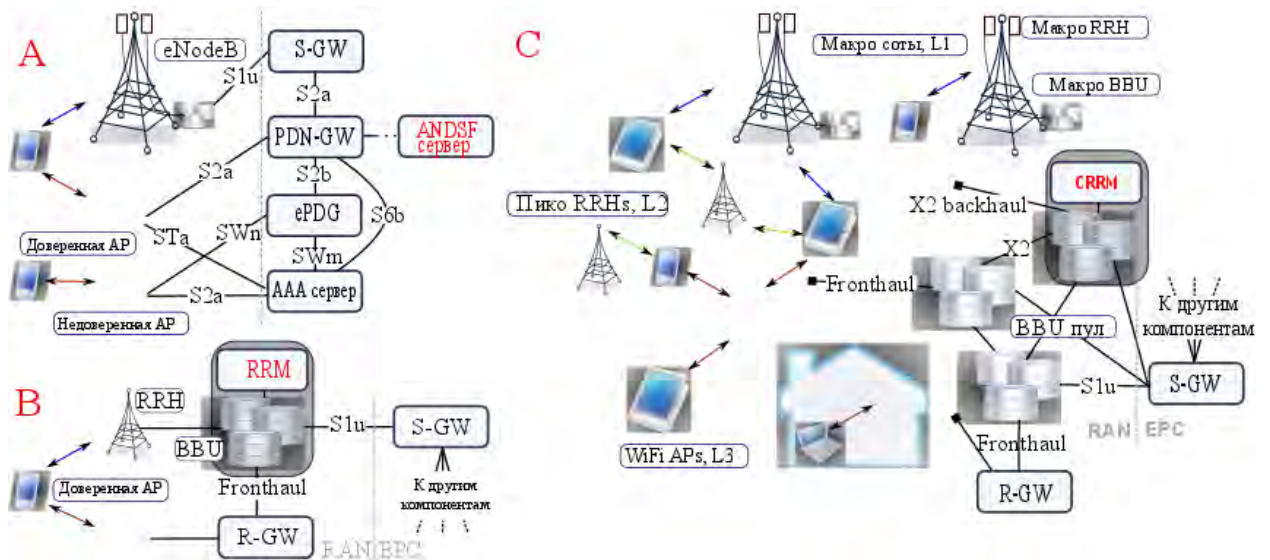 A
eNodeB
S-GW
S1u
S2a
PDN-GW
ANDSF
сервер
S2a
S2b
ePDG
S6b
STa
SWn
SWm
Доверенная AP
S2a
AAA сервер
Недоверенная AP
B
RRM
RRH
BBU
S1u
S-GW
Fronthaul
К другим
компонентам
Доверенная AP
R-GW
RAN
EPC
C
Макро соты, L1
Макро RRH
Макро BBU
CRRM
X2 backhaul
Пико RRHs, L2
X2
Fronthaul
К другим
компонентам
BBU пул
S1u
S-GW
WiFi APs, L3
Fronthaul
RAN
EPC
R-GW